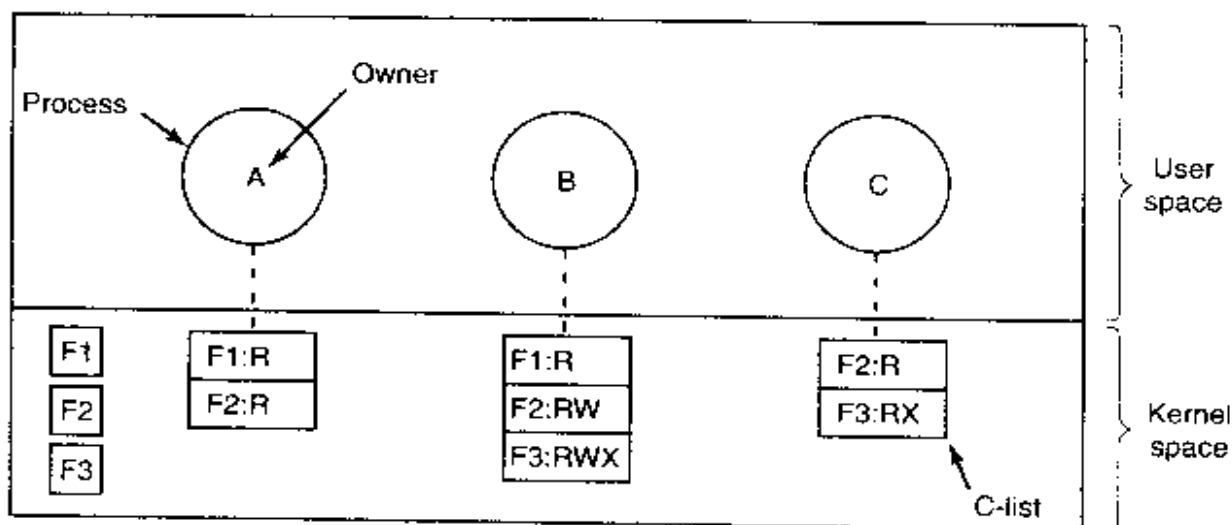 Owner
Process
A
B
C
User
space
F1
F2
F3
F1:R
F2:R
F1:R
F2:RW
F3:RWX
F2:R
F3:RX
C-list
Kernel
space